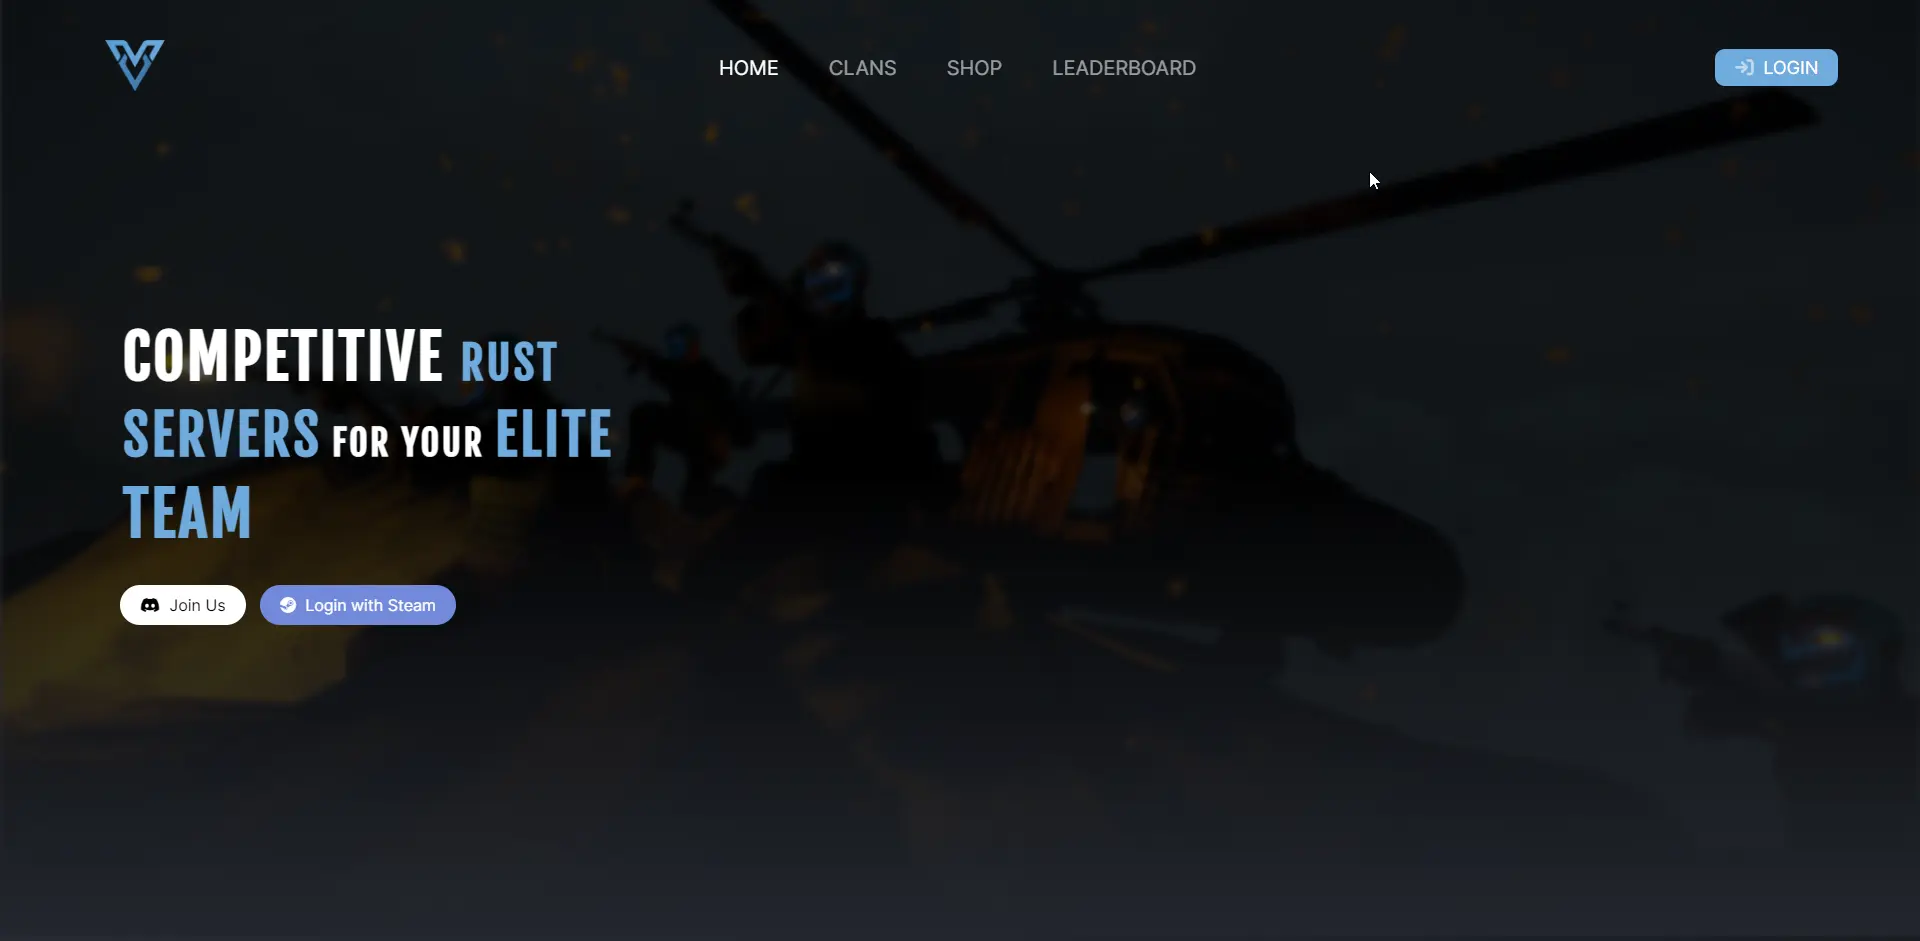 HOME CLANS SHOP LEADERBOARD LOGIN
COMPETITIVE RUST
SERVERS FOR YOUR ELITE
TEAM
Join Us Login with Steam